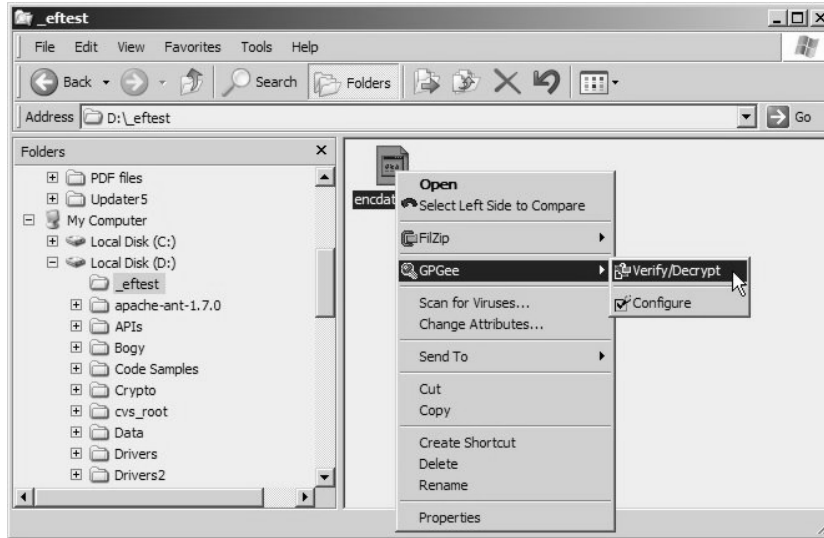 _eftest
File Edit View Favorites Tools Help
Back Search Folders
Address D:\_eftest Go
Folders
PDF files
Updater5
My Computer
Local Disk (C:)
Local Disk (D:)
_eftest
apache-ant-1.7.0
APIs
Bogy
Code Samples
Crypto
cvs_root
Data
Drivers
Drivers2
encdat
Open
Select Left Side to Compare
FilZip
GPGee
Scan for Viruses...
Change Attributes...
Send To
Cut
Copy
Create Shortcut
Delete
Rename
Properties
Verify/Decrypt
Configure